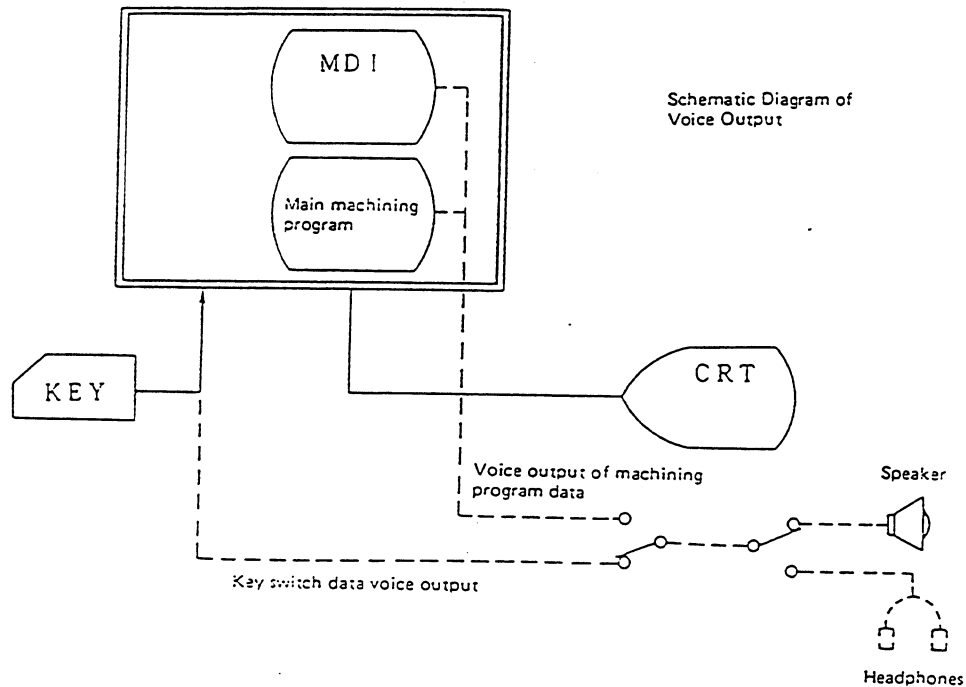 MDI
Schematic Diagram of
Voice Output
Main machining
program
KEY
CRT
Voice output of machining
program data
Speaker
Key switch data voice output
Headphones